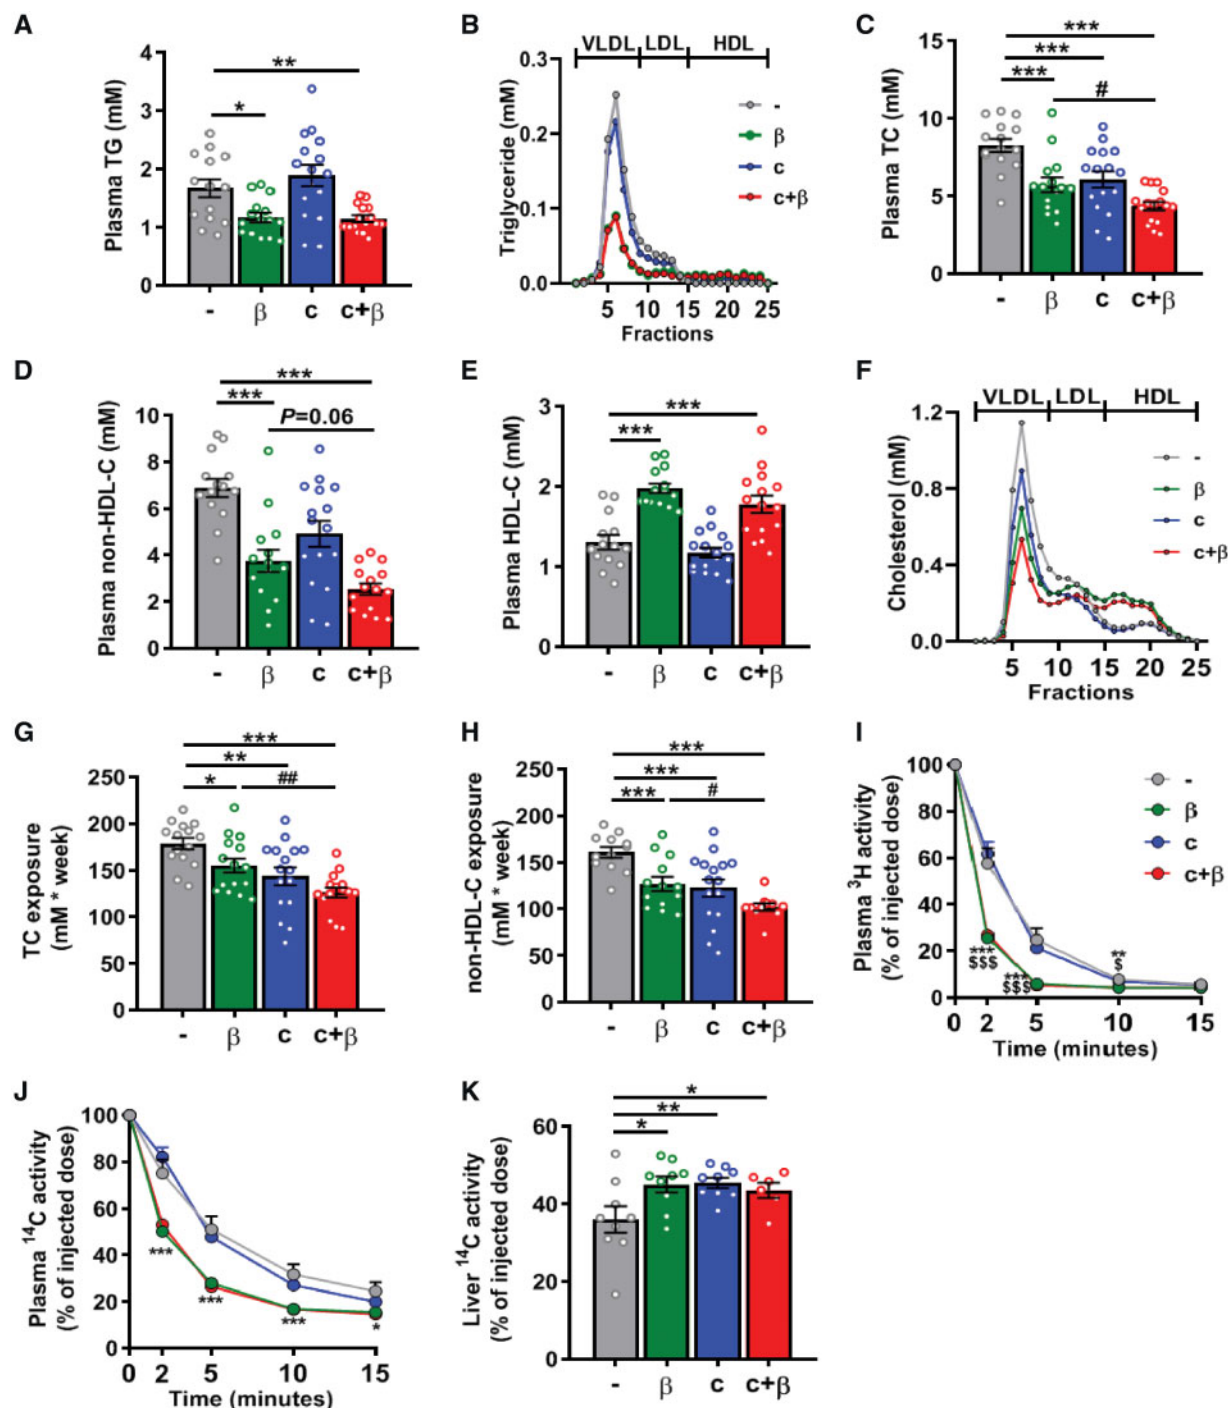 A
Plasma TG (mM)
4
3
2
1
0
**
*
- β c c+β
B
VLDL LDL HDL
Triglyceride (mM)
0.3
0.2
0.1
0.0
-
β
c
c+β
5 10 15 20 25
Fractions
C
Plasma TC (mM)
15
10
5
0
***
***
***
#
- β c c+β
D
Plasma non-HDL-C (mM)
10
8
6
4
2
0
***
***
P=0.06
- β c c+β
E
Plasma HDL-C (mM)
3
2
1
0
***
***
- β c c+β
F
VLDL LDL HDL
Cholesterol (mM)
1.2
0.8
0.4
0.0
-
β
c
c+β
5 10 15 20 25
Fractions
G
TC exposure
(mM * week)
250
200
150
100
50
0
***
**
* ##
- β c c+β
H
non-HDL-C exposure
(mM * week)
250
200
150
100
50
0
***
***
*** #
- β c c+β
I
Plasma ³H activity
(% of injected dose)
100
80
60
40
20
0
-
β
c
c+β
***
$$$
***
$$$
**
$
0 2 5 10 15
Time (minutes)
J
Plasma ¹⁴C activity
(% of injected dose)
100
80
60
40
20
0
***
***
***
*
0 2 5 10 15
Time (minutes)
K
Liver ¹⁴C activity
(% of injected dose)
60
40
20
0
*
**
*
- β c c+β